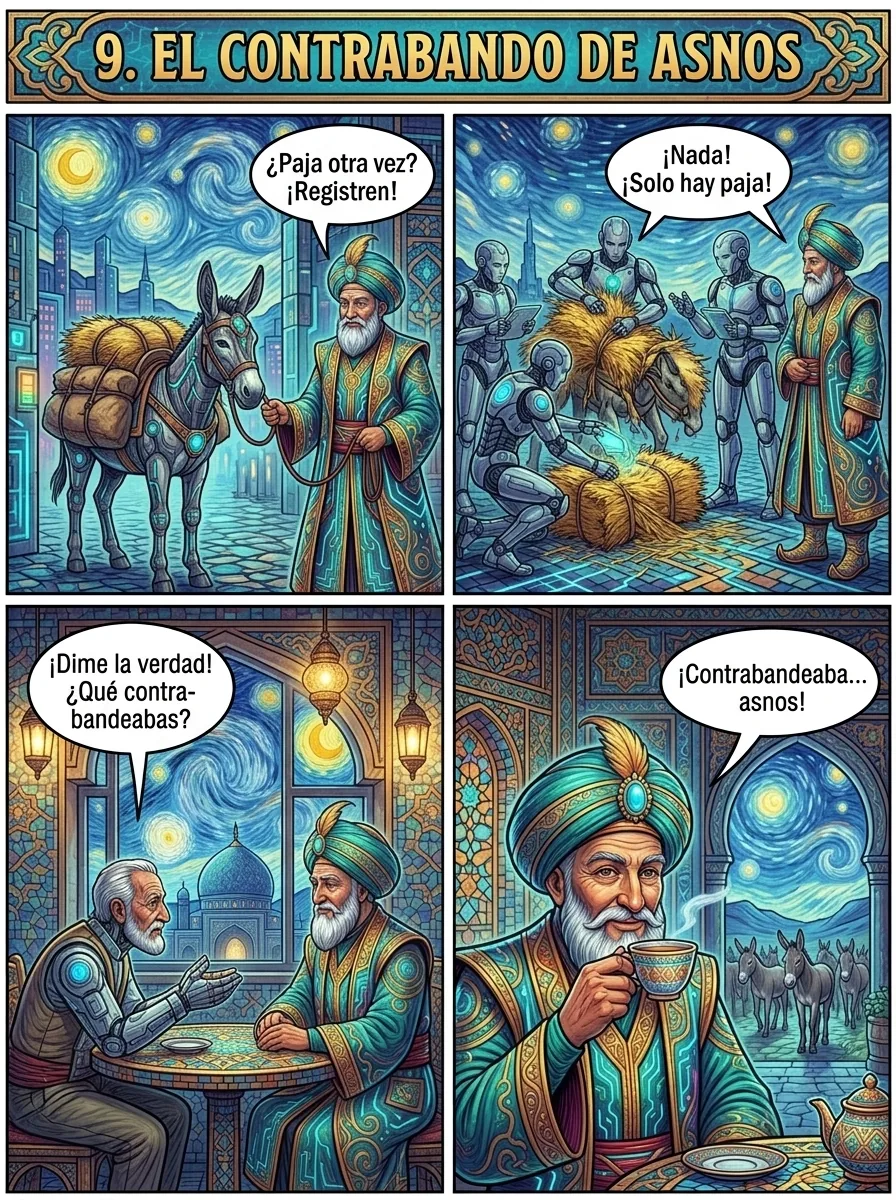 9. EL CONTRABANDO DE ASNOS
¿Paja otra vez?
¡Registren!
¡Nada!
¡Solo hay paja!
¡Dime la verdad!
¿Qué contra-
bandeabas?
¡Contrabandeaba...
asnos!